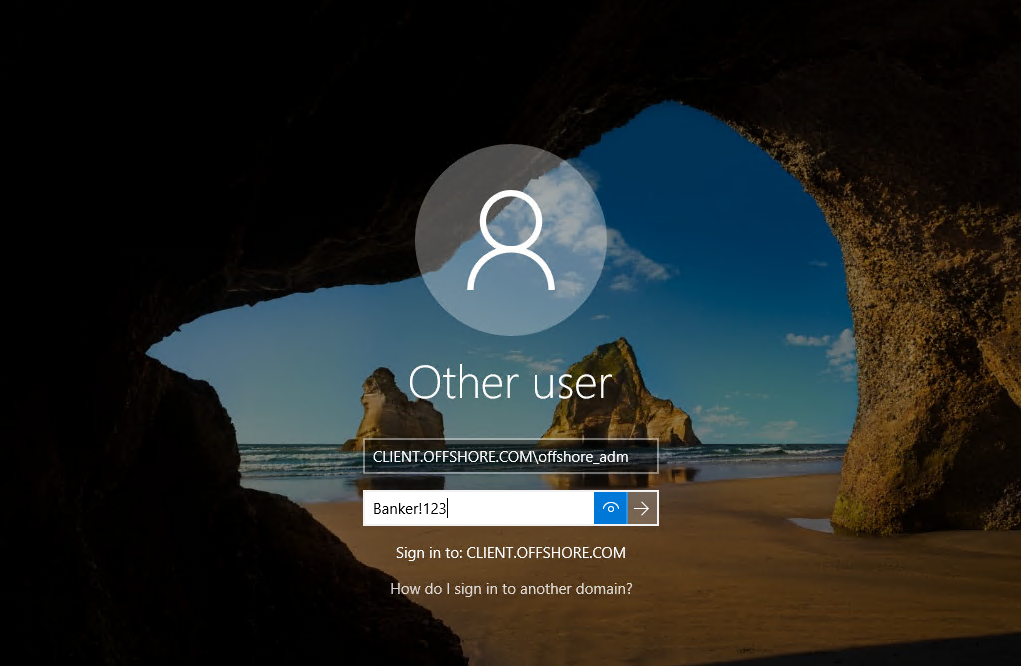 Other user
CLIENT.OFFSHORE.COM\offshore_adm
Banker!123
Sign in to: CLIENT.OFFSHORE.COM
How do I sign in to another domain?